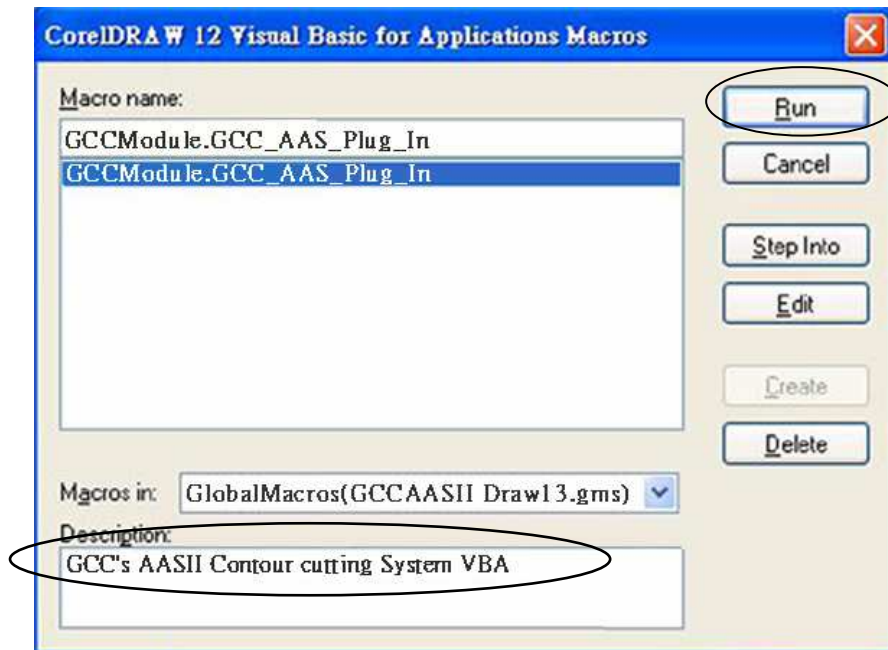 CorelDRAW 12 Visual Basic for Applications Macros
Macro name:
GCCModule.GCC_AAS_Plug_In
GCCModule.GCC_AAS_Plug_In
Run
Cancel
Step Into
Edit
Create
Delete
Macros in: GlobalMacros(GCCAASII Draw13.gms)
Description:
GCC's AASII Contour cutting System VBA